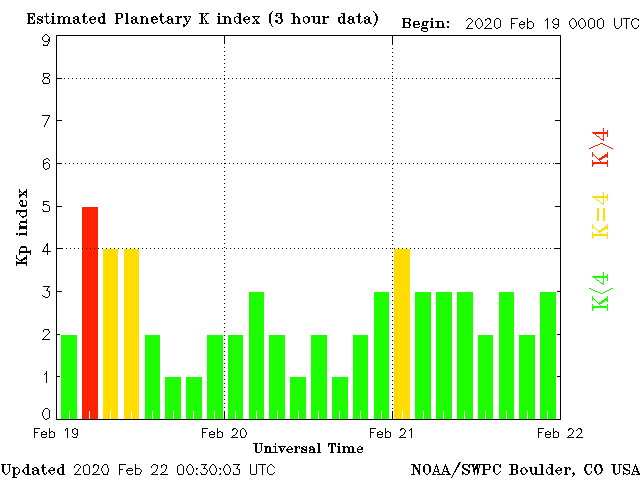 Estimated Planetary K index (3 hour data)
Begin: 2020 Feb 19 0000 UTC
9
8
7
6
5
4
3
2
1
0
Kp index
K>4
K=4
K<4
Feb 19
Feb 20
Feb 21
Feb 22
Universal Time
Updated 2020 Feb 22 00:30:03 UTC
NOAA/SWPC Boulder, CO USA